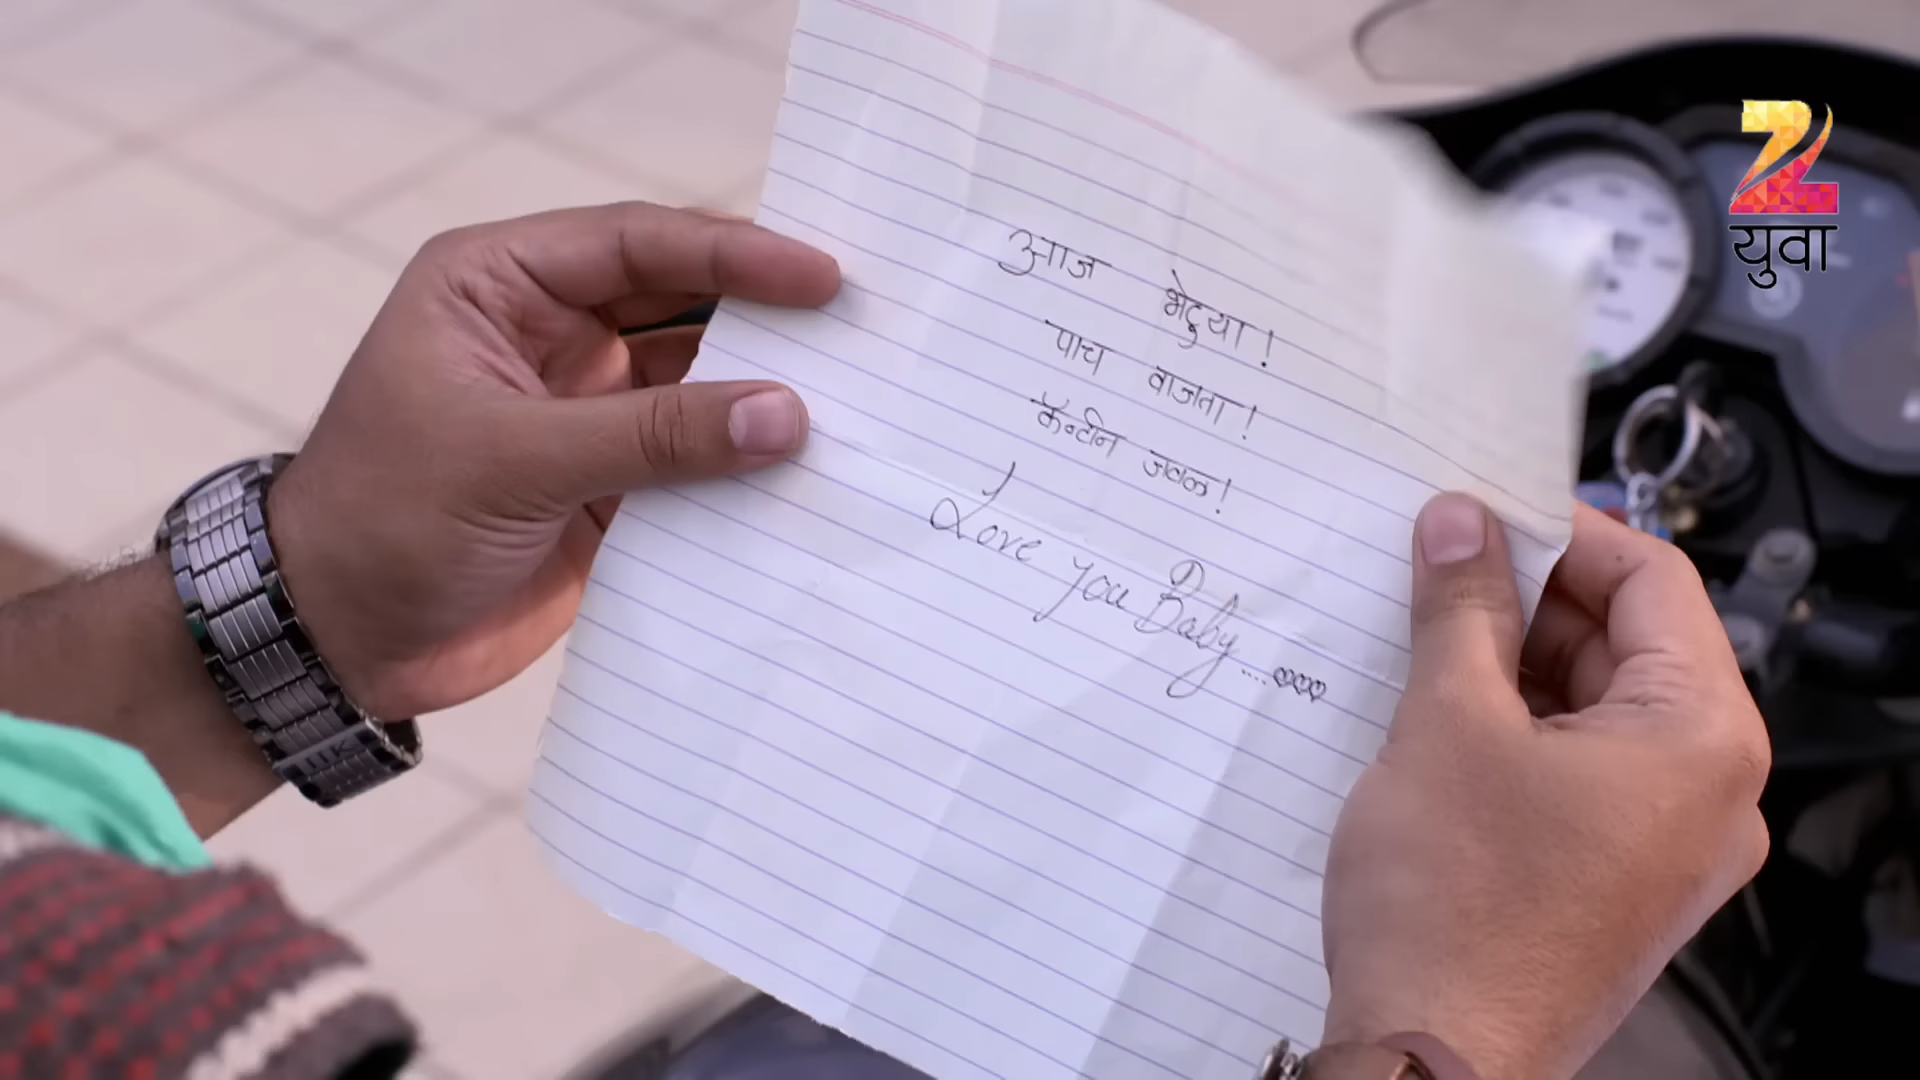 आज भेटुया!
पाच वाजता!
कॅन्टीन जवळ!
Love you Baby....♡♡♡
युवा